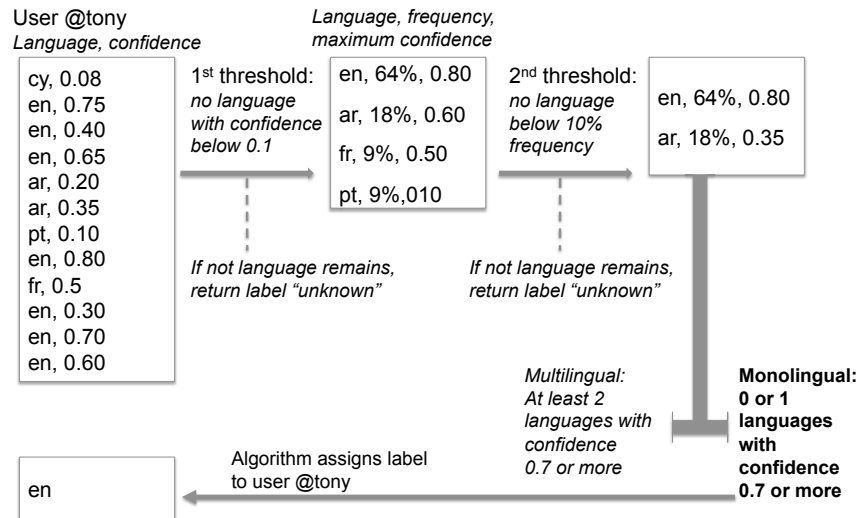 User @tony
Language, confidence
cy, 0.08
en, 0.75
en, 0.40
en, 0.65
ar, 0.20
ar, 0.35
pt, 0.10
en, 0.80
fr, 0.5
en, 0.30
en, 0.70
en, 0.60
1st threshold:
no language
with confidence
below 0.1
If not language remains,
return label “unknown”
Language, frequency,
maximum confidence
en, 64%, 0.80
ar, 18%, 0.60
fr, 9%, 0.50
pt, 9%,010
2nd threshold:
no language
below 10%
frequency
If not language remains,
return label “unknown”
en, 64%, 0.80
ar, 18%, 0.35
Multilingual:
At least 2
languages with
confidence
0.7 or more
Monolingual:
0 or 1
languages
with
confidence
0.7 or more
Algorithm assigns label
to user @tony
en